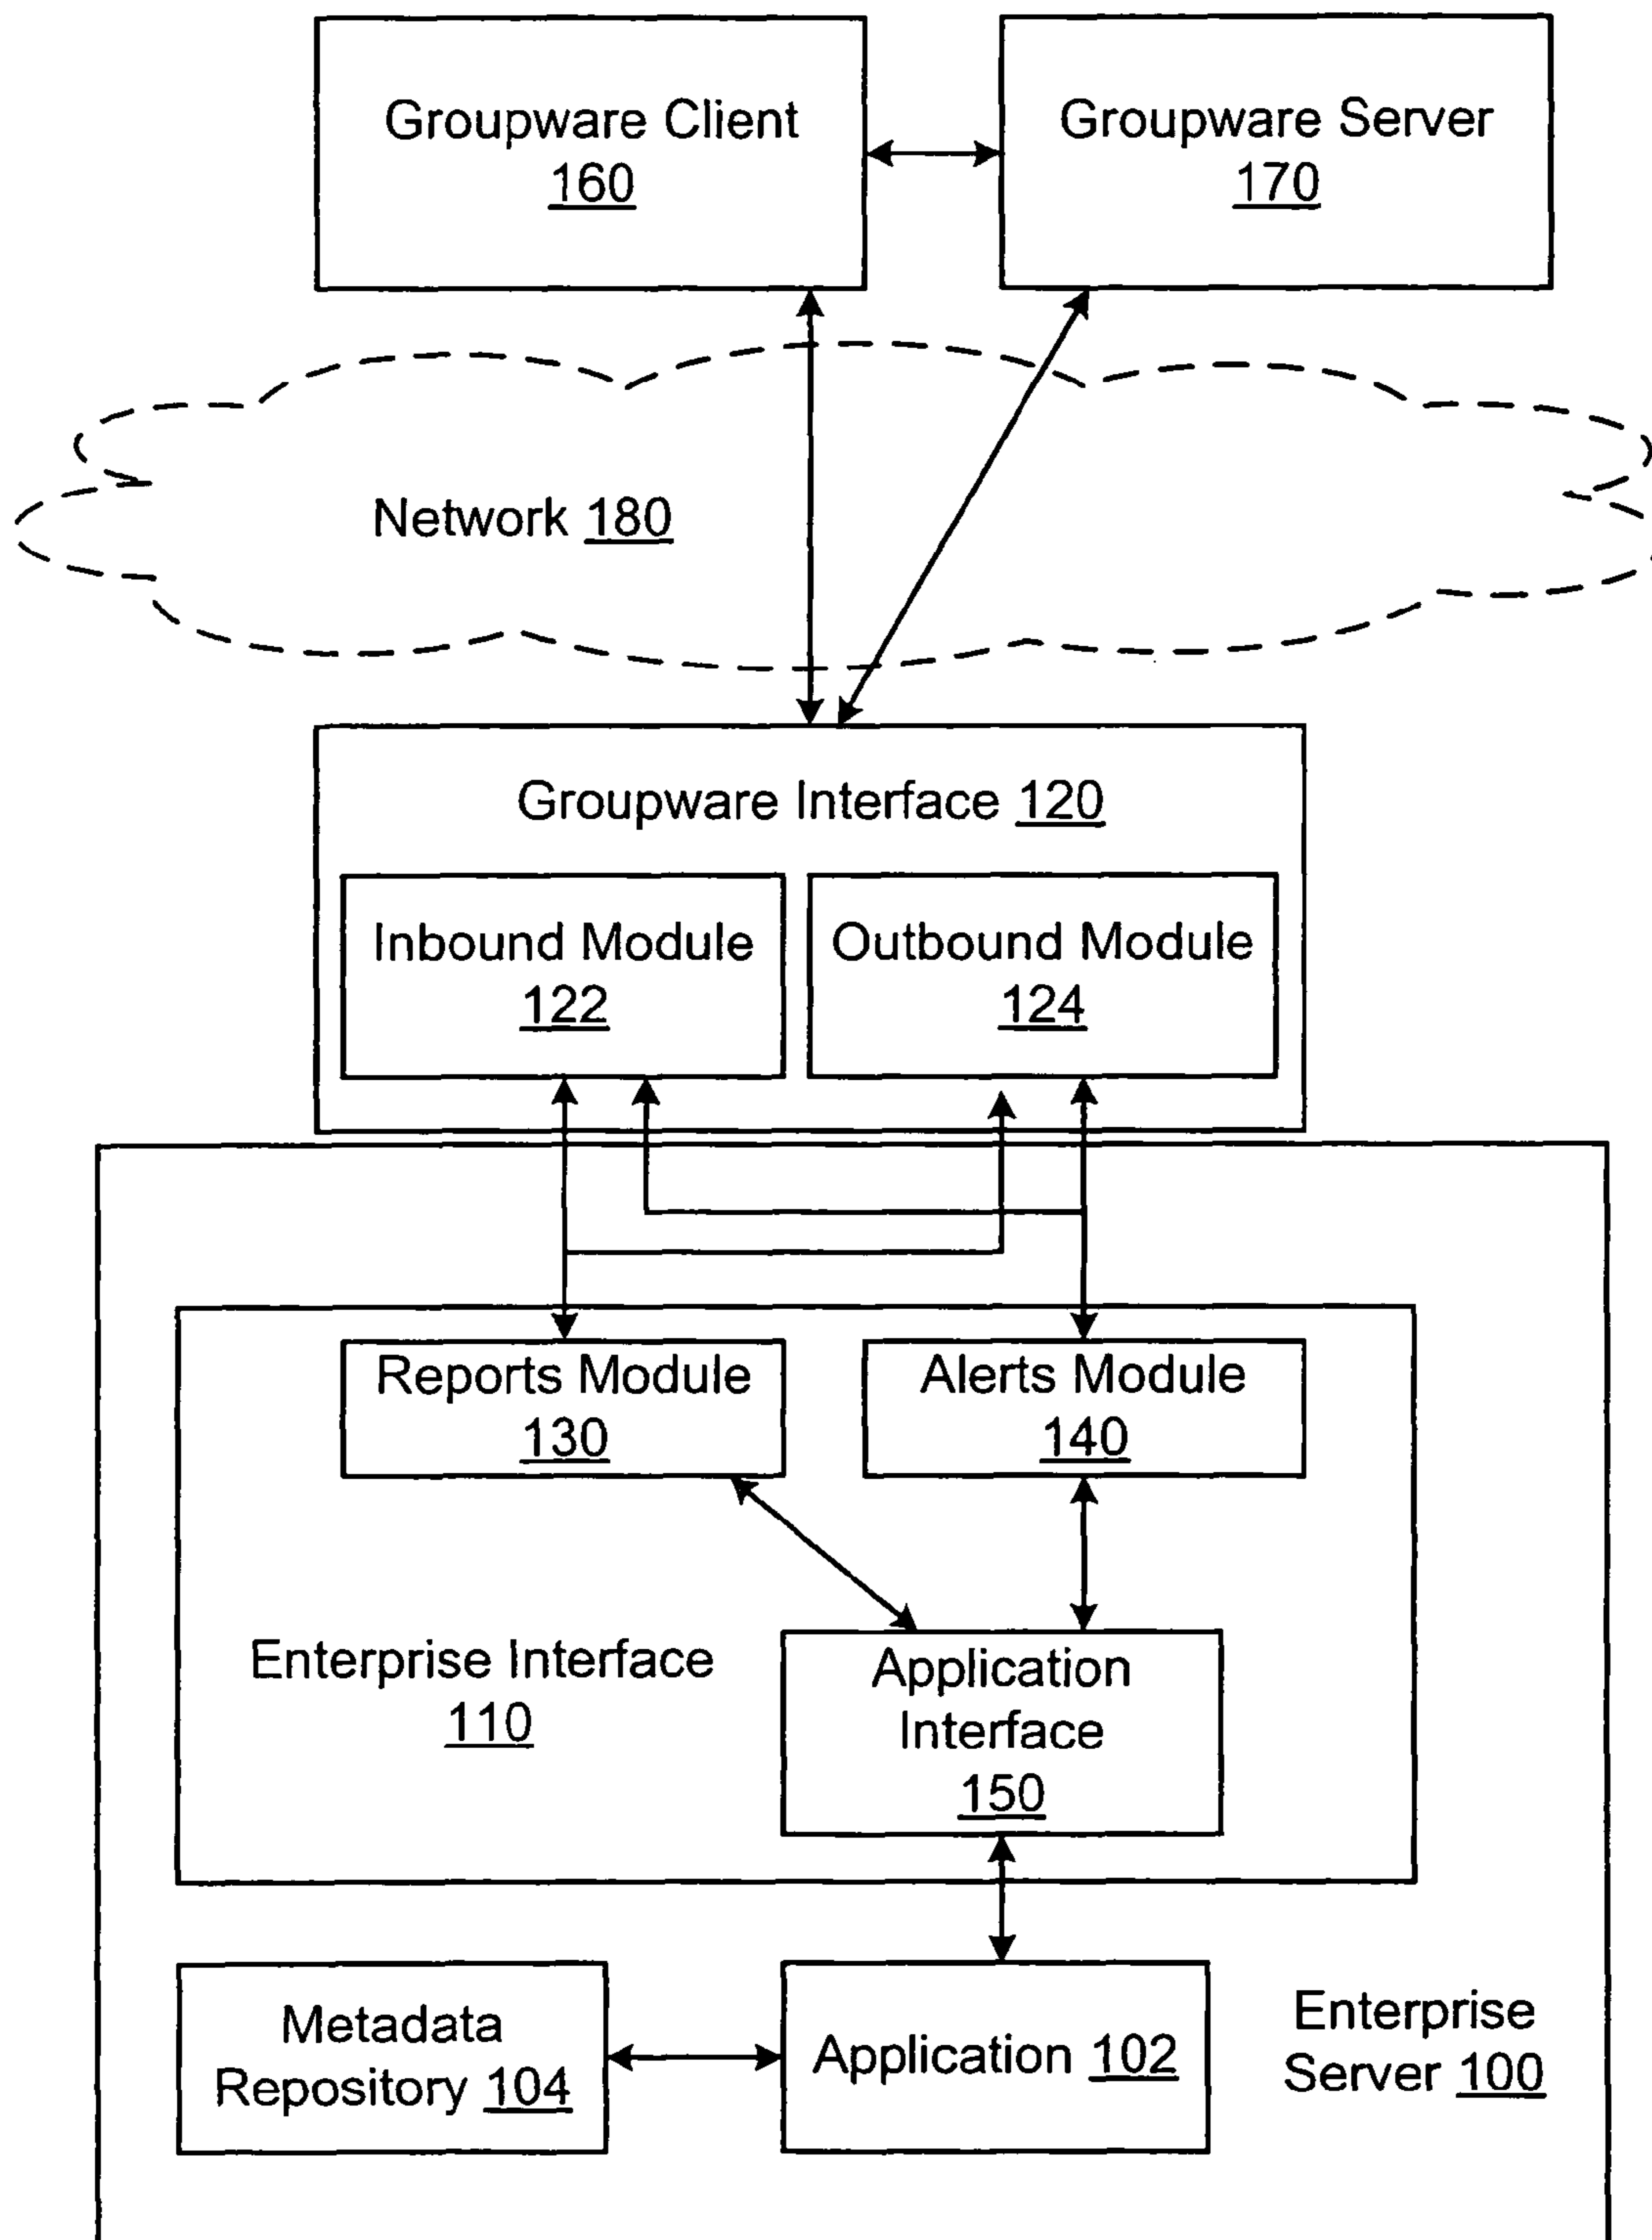 Groupware Client
160
Groupware Server
170
Network 180
Groupware Interface 120
Inbound Module
122
Outbound Module
124
Reports Module
130
Alerts Module
140
Enterprise Interface
110
Application
Interface
150
Metadata
Repository 104
Application 102
Enterprise
Server 100